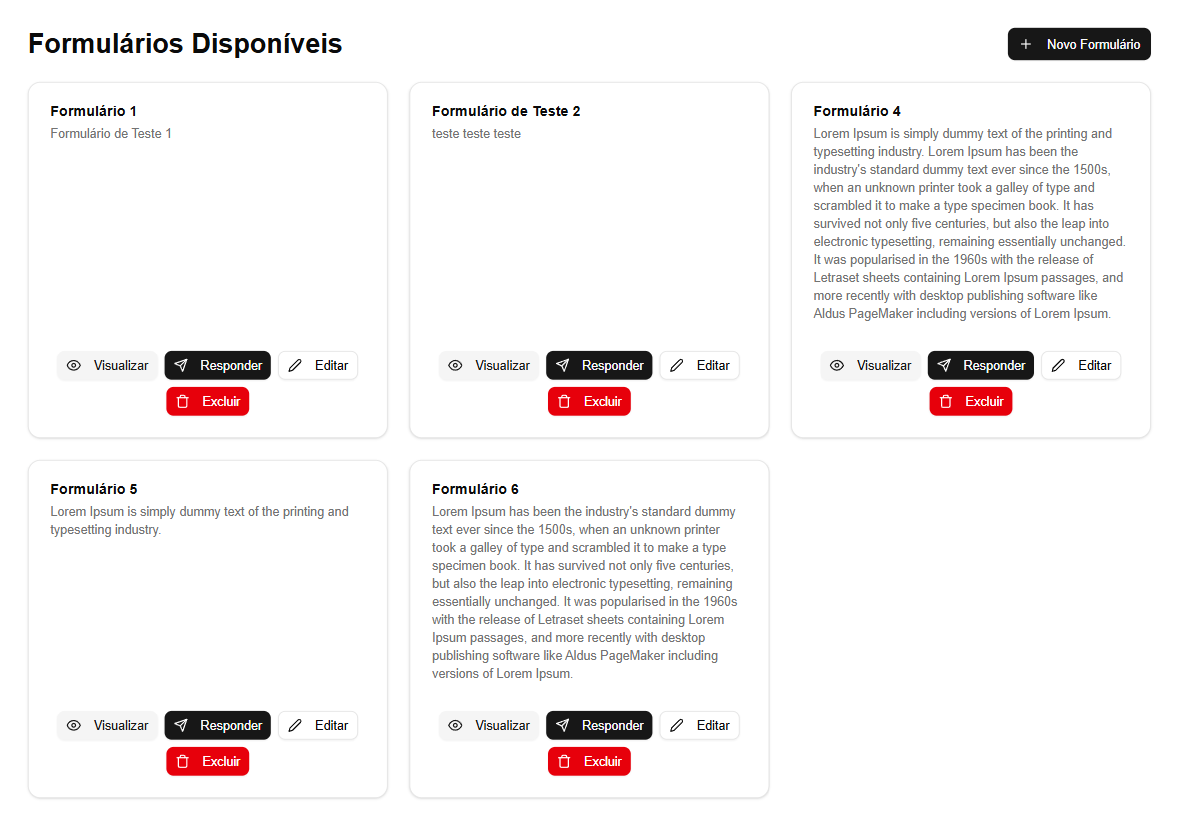 Formulários Disponíveis
Novo Formulário
Formulário 1
Formulário de Teste 1
Visualizar
Responder
Editar
Excluir
Formulário de Teste 2
teste teste teste
Visualizar
Responder
Editar
Excluir
Formulário 4
Lorem Ipsum is simply dummy text of the printing and
typesetting industry. Lorem Ipsum has been the
industry's standard dummy text ever since the 1500s,
when an unknown printer took a galley of type and
scrambled it to make a type specimen book. It has
survived not only five centuries, but also the leap into
electronic typesetting, remaining essentially unchanged.
It was popularised in the 1960s with the release of
Letraset sheets containing Lorem Ipsum passages, and
more recently with desktop publishing software like
Aldus PageMaker including versions of Lorem Ipsum.
Visualizar
Responder
Editar
Excluir
Formulário 5
Lorem Ipsum is simply dummy text of the printing and
typesetting industry.
Visualizar
Responder
Editar
Excluir
Formulário 6
Lorem Ipsum has been the industry's standard dummy
text ever since the 1500s, when an unknown printer
took a galley of type and scrambled it to make a type
specimen book. It has survived not only five centuries,
but also the leap into electronic typesetting, remaining
essentially unchanged. It was popularised in the 1960s
with the release of Letraset sheets containing Lorem
Ipsum passages, and more recently with desktop
publishing software like Aldus PageMaker including
versions of Lorem Ipsum.
Visualizar
Responder
Editar
Excluir